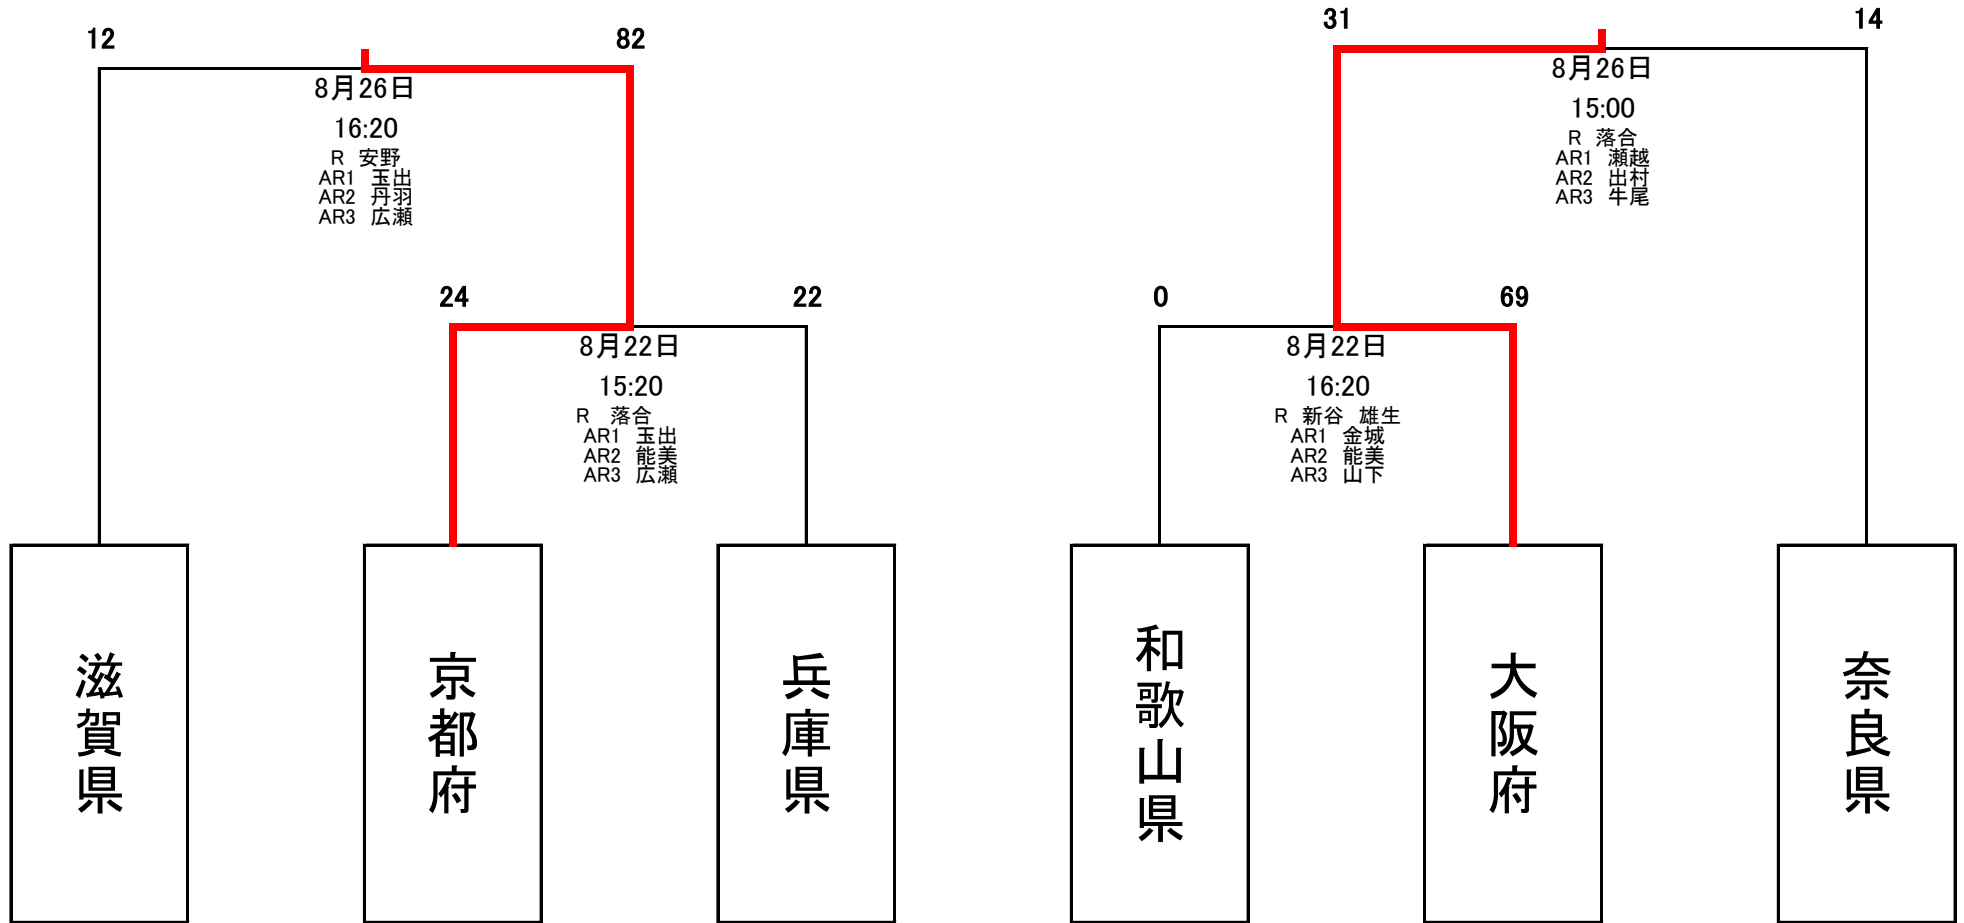 12
82
8月26日
16:20
R 安野
AR1 玉出
AR2 丹羽
AR3 広瀬
24
22
8月22日
15:20
R 落合
AR1 玉出
AR2 能美
AR3 広瀬
31
14
8月26日
15:00
R 落合
AR1 瀬越
AR2 出村
AR3 牛尾
0
69
8月22日
16:20
R 新谷 雄生
AR1 金城
AR2 能美
AR3 山下
滋賀県
京都府
兵庫県
和歌山県
大阪府
奈良県